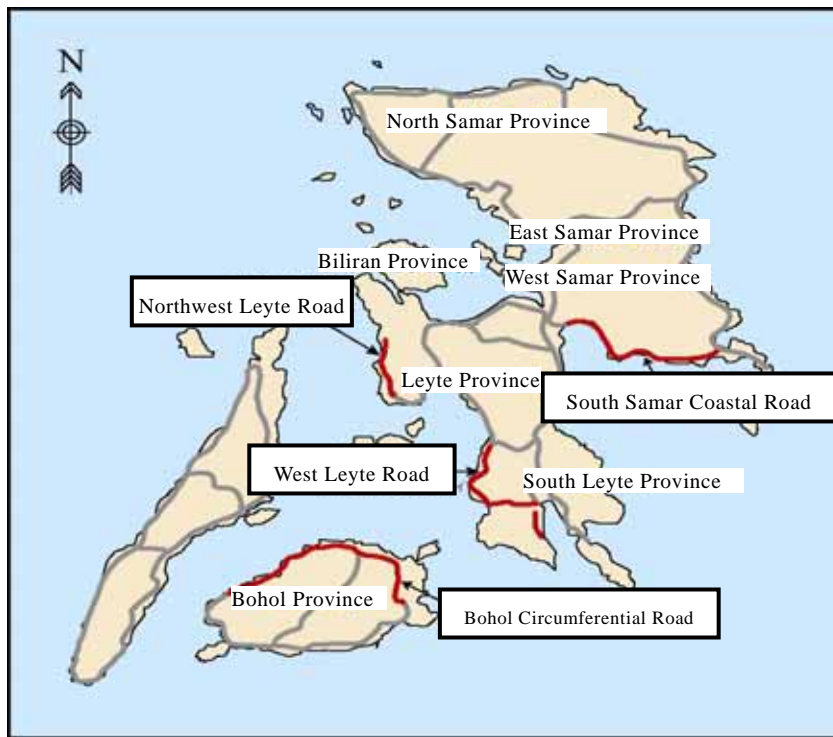 N
North Samar Province
East Samar Province
Biliran Province
West Samar Province
Northwest Leyte Road
Leyte Province
South Samar Coastal Road
West Leyte Road
South Leyte Province
Bohol Province
Bohol Circumferential Road